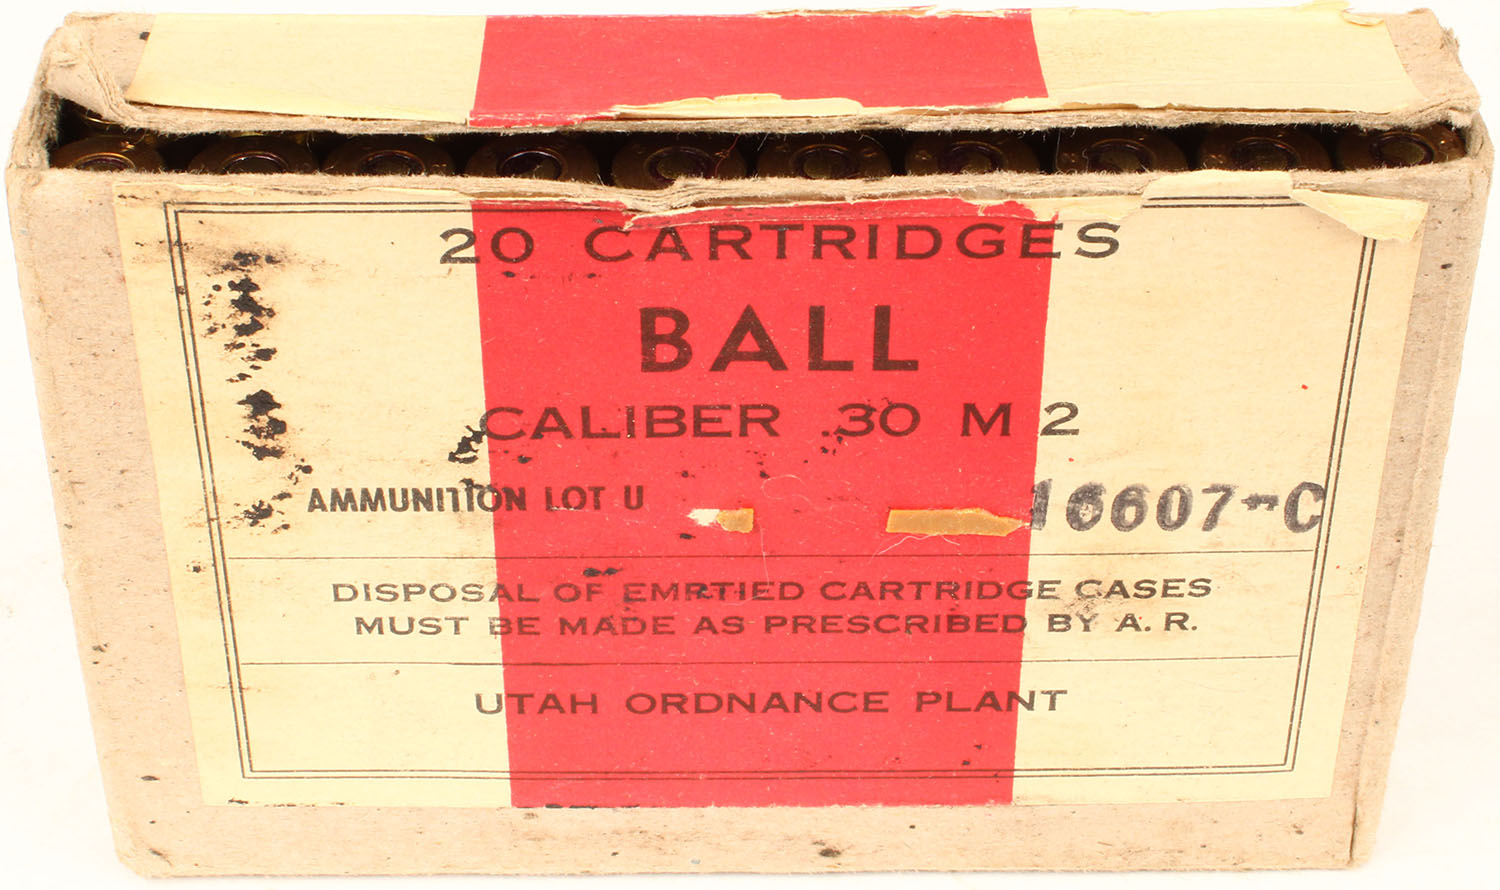 20 CARTRIDGES
BALL
CALIBER .30 M 2
AMMUNITION LOT U 16607-C
DISPOSAL OF EMPTIED CARTRIDGE CASES
MUST BE MADE AS PRESCRIBED BY A. R.
UTAH ORDNANCE PLANT